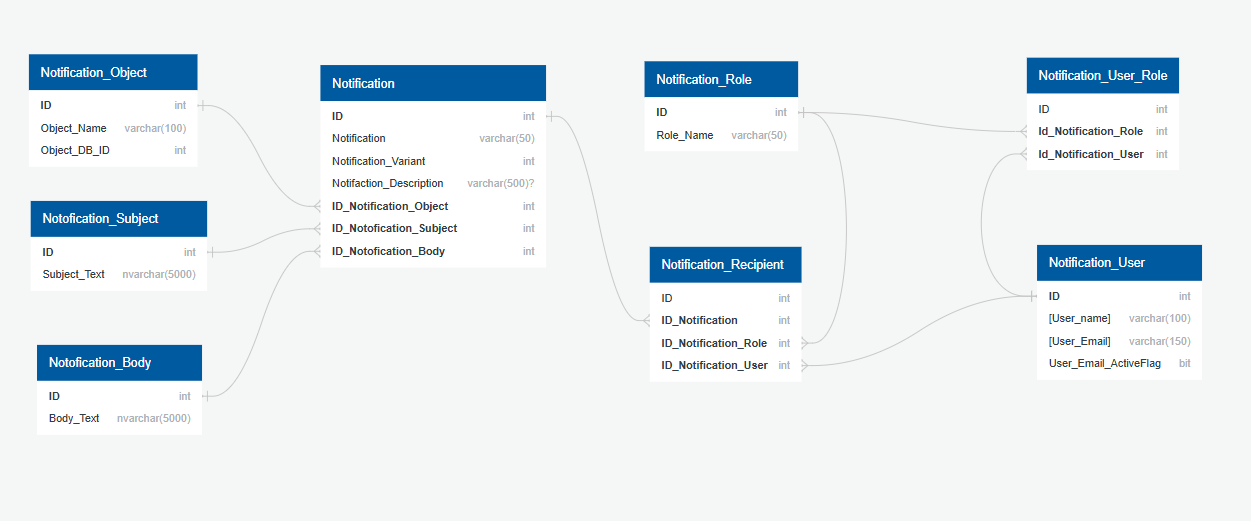 Notification_Object
ID int
Object_Name varchar(100)
Object_DB_ID int
Notofication_Subject
ID int
Subject_Text nvarchar(5000)
Notofication_Body
ID int
Body_Text nvarchar(5000)
Notification
ID int
Notification varchar(50)
Notification_Variant int
Notifaction_Description varchar(500)?
ID_Notification_Object int
ID_Notofication_Subject int
ID_Notofication_Body int
Notification_Role
ID int
Role_Name varchar(50)
Notification_Recipient
ID int
ID_Notification int
ID_Notification_Role int
ID_Notification_User int
Notification_User_Role
ID int
Id_Notification_Role int
Id_Notification_User int
Notification_User
ID int
[User_name] varchar(100)
[User_Email] varchar(150)
User_Email_ActiveFlag bit